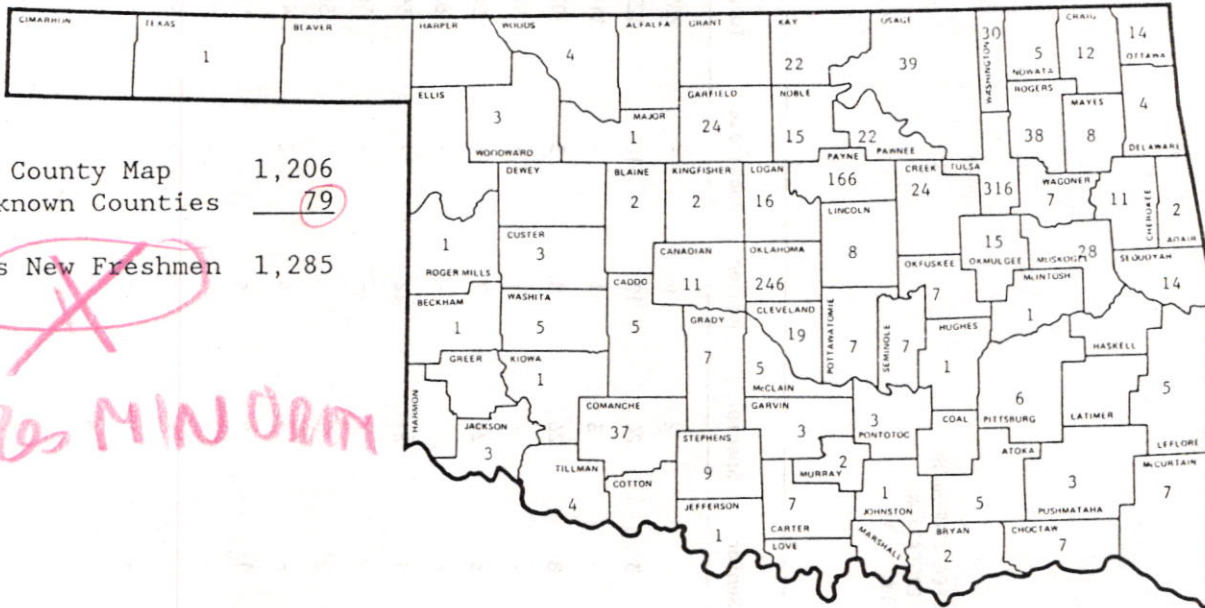 CIMARRON TEXAS BEAVER HARPER WOODS ALFALFA GRANT KAY OSAGE WASHINGTON 30 CRAIG 14
1 4 22 39 5 NOWATA 12 OTTAWA
ELLIS 3 WOODWARD MAJOR 1 GARFIELD 24 NOBLE 15 22 PAWNEE ROGERS 38 MAYES 8 4 DELAWARE
County Map 1,206
DEWEY BLAINE 2 KINGFISHER 2 LOGAN 16 PAYNE 166 CREEK 24 TULSA 316 WAGONER 7 11 CHEROKEE 2 ADAIR
known Counties 79
1 ROGER MILLS CUSTER 3 CANADIAN 11 OKLAHOMA 246 LINCOLN 8 OKFUSKEE 7 15 OKMULGEE 28 MUSKOGEE SEQUOYAH 14
s New Freshmen 1,285
BECKHAM 1 WASHITA 5 CADDO 5 GRADY 7 CLEVELAND 19 POTTAWATOMIE 7 SEMINOLE 7 HUGHES 1 McINTOSH 1 HASKELL
GREER KIOWA 1 5 McCLAIN 6 PITTSBURG LATIMER 5 LEFLORE
MINORITY
HARMON JACKSON 3 COMANCHE 37 STEPHENS 9 GARVIN 3 3 PONTOTOC COAL
TILLMAN 4 COTTON MURRAY 2 ATOKA 5 3 PUSHMATAHA McCURTAIN 7
JEFFERSON 1 7 CARTER 1 JOHNSTON
LOVE MARSHALL BRYAN 2 CHOCTAW 7